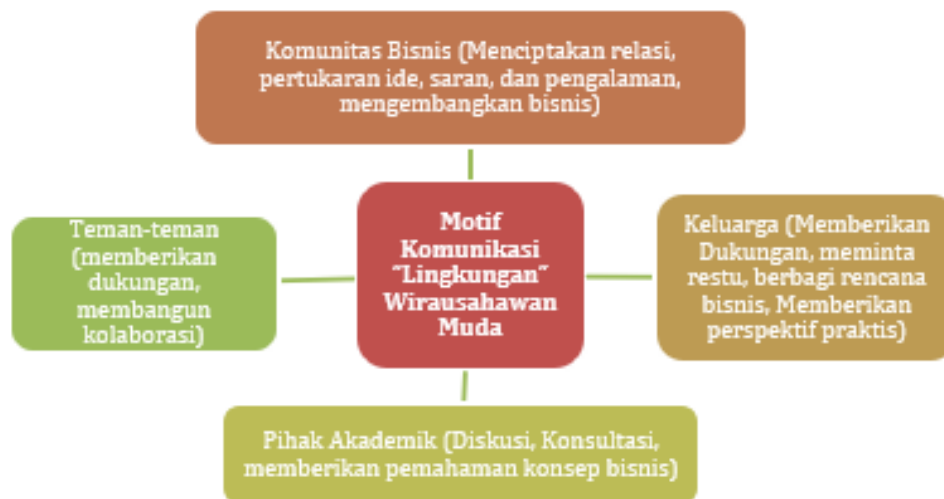 Komunitas Bisnis (Menciptakan relasi,
pertukaran ide, saran, dan pengalaman,
mengembangkan bisnis)
Teman-teman
(memberikan
dukungan,
membangun
kolaborasi)
Motif
Komunikasi
"Lingkungan"
Wirausahawan
Muda
Keluarga (Memberikan
Dukungan, meminta
restu, berbagi rencana
bisnis, Memberikan
perspektif praktis)
Pihak Akademik (Diskusi, Konsultasi,
memberikan pemahaman konsep bisnis)